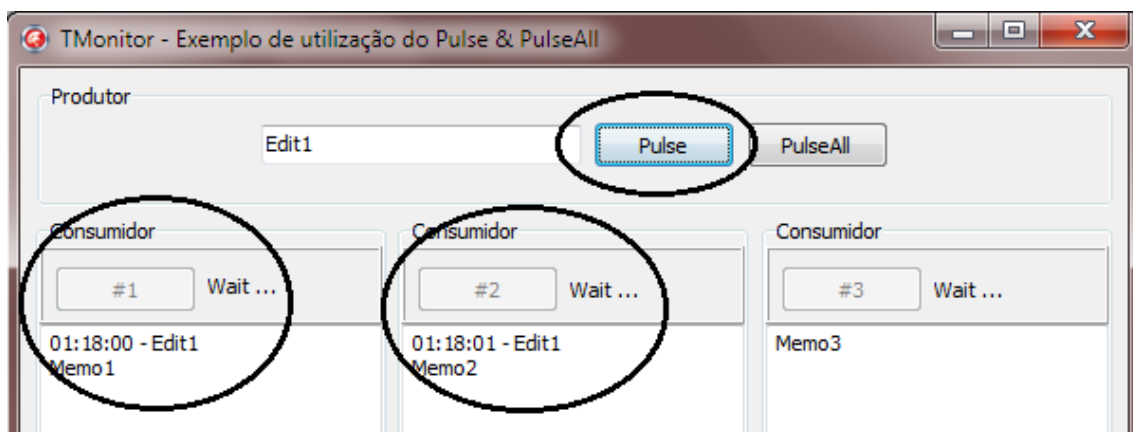 TMonitor - Exemplo de utilização do Pulse & PulseAll
Produtor
Edit1
Pulse
PulseAll
Consumidor
#1
Wait ...
01:18:00 - Edit1
Memo1
Consumidor
#2
Wait ...
01:18:01 - Edit1
Memo2
Consumidor
#3
Wait ...
Memo3